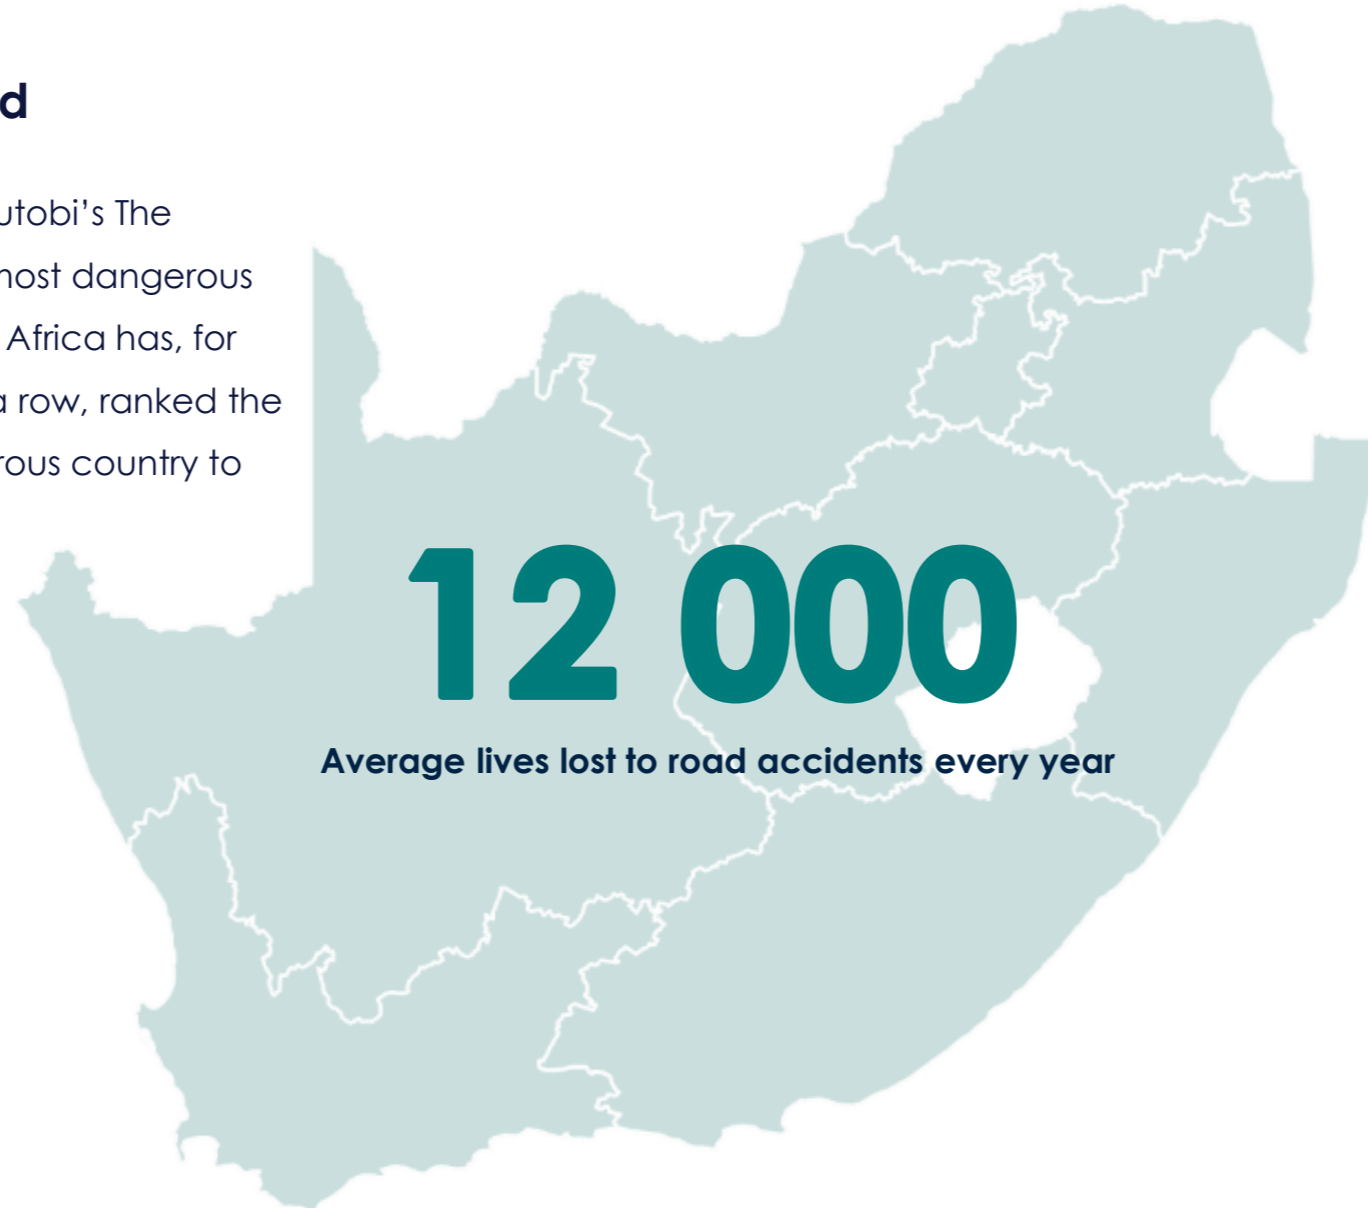 d
utobi's The
most dangerous
Africa has, for
a row, ranked the
rous country to
12 000
Average lives lost to road accidents every year